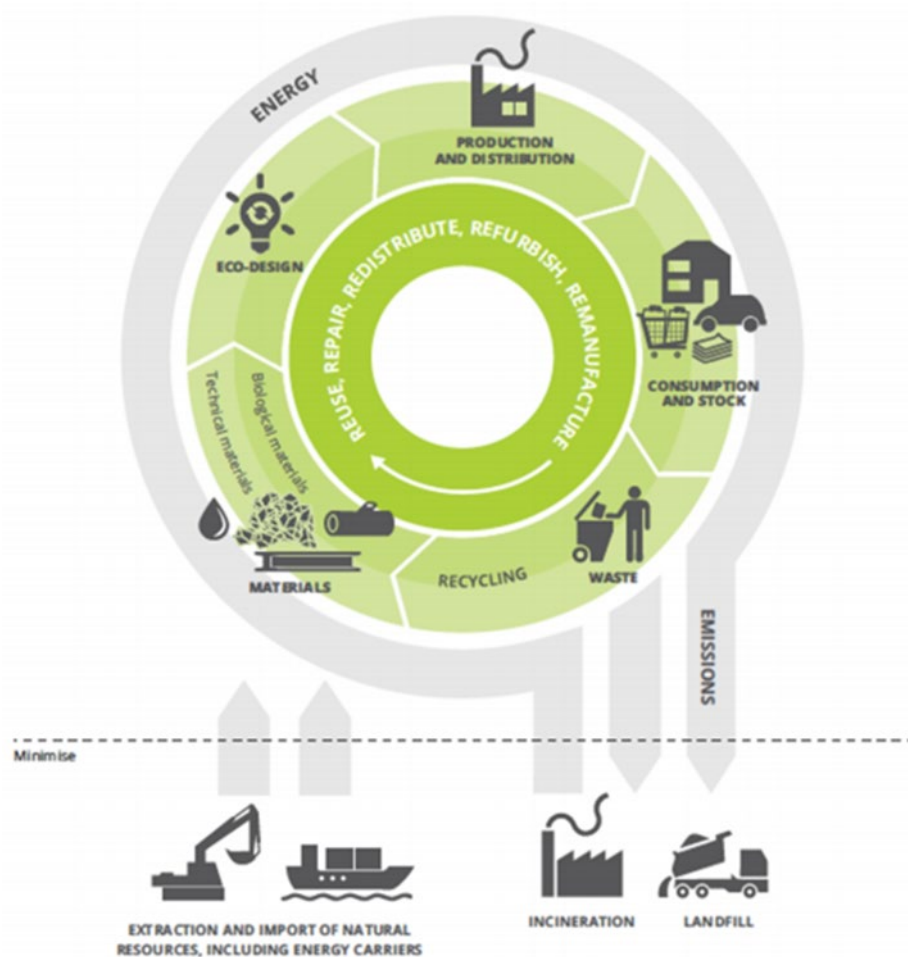 ENERGY
PRODUCTION
AND DISTRIBUTION
ECO-DESIGN
REUSE, REPAIR, REDISTRIBUTE, REFURBISH, REMANUFACTURE
CONSUMPTION
AND STOCK
Technical materials
Biological materials
MATERIALS
RECYCLING
WASTE
EMISSIONS
Minimise
EXTRACTION AND IMPORT OF NATURAL
RESOURCES, INCLUDING ENERGY CARRIERS
INCINERATION
LANDFILL